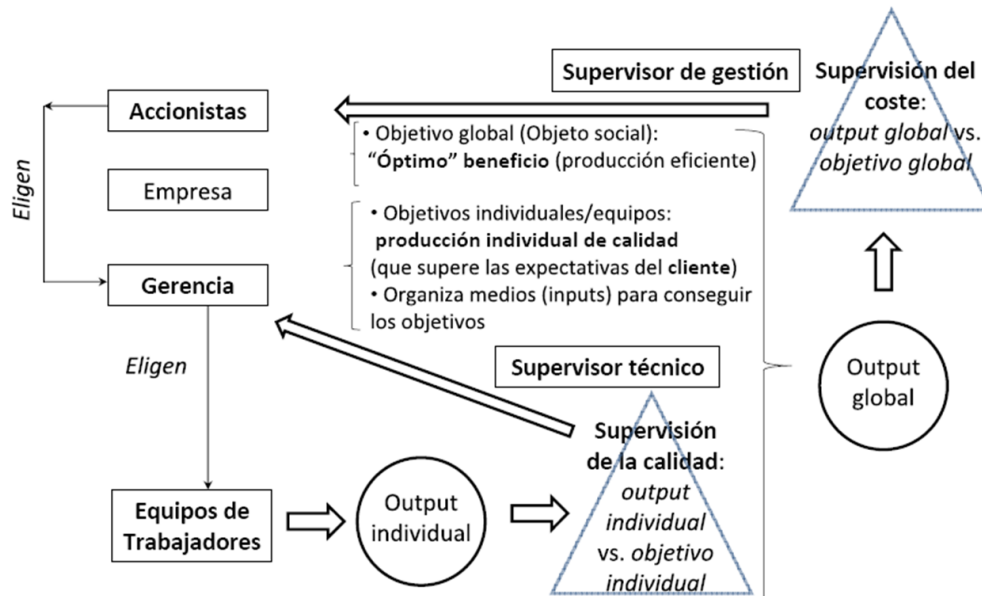 Supervisor de gestión
Supervisión del
coste:
output global vs.
objetivo global
Accionistas
Eligen
Empresa
Gerencia
• Objetivo global (Objeto social):
“Óptimo” beneficio (producción eficiente)
• Objetivos individuales/equipos:
producción individual de calidad
(que supere las expectativas del cliente)
• Organiza medios (inputs) para conseguir
los objetivos
Eligen
Supervisor técnico
Output
global
Supervisión
de la calidad:
output
individual
vs. objetivo
individual
Output
individual
Equipos de
Trabajadores